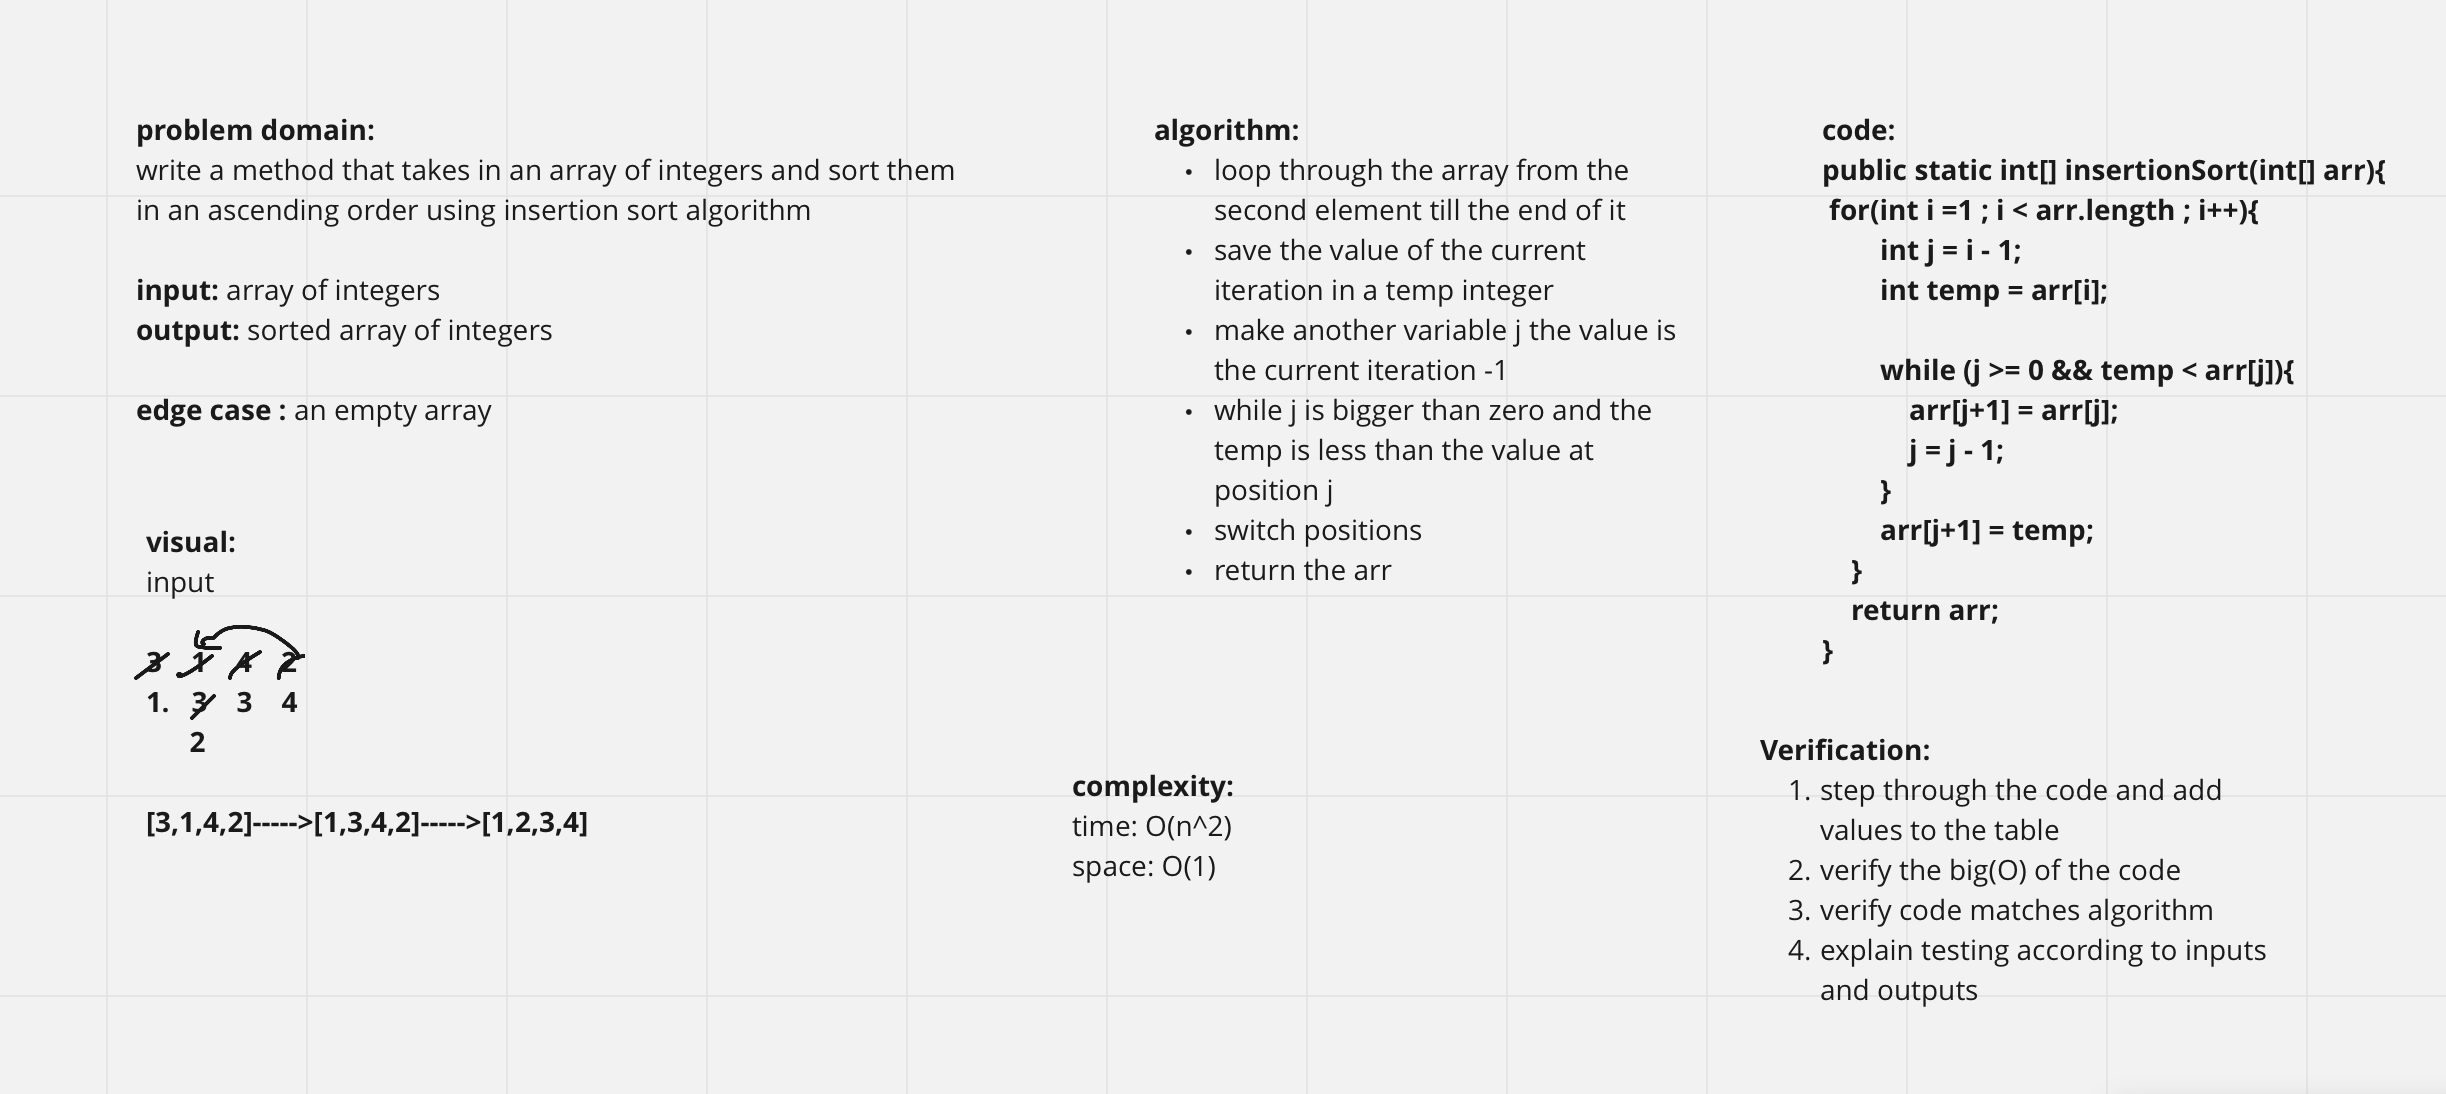 problem domain:
write a method that takes in an array of integers and sort them
in an ascending order using insertion sort algorithm
input: array of integers
output: sorted array of integers
edge case : an empty array
visual:
input
3 1 4 2
1. 3 3 4
2
[3,1,4,2]----->[1,3,4,2]----->[1,2,3,4]
algorithm:
• loop through the array from the
second element till the end of it
• save the value of the current
iteration in a temp integer
• make another variable j the value is
the current iteration -1
• while j is bigger than zero and the
temp is less than the value at
position j
• switch positions
• return the arr
complexity:
time: O(n^2)
space: O(1)
code:
public static int[] insertionSort(int[] arr){
for(int i =1 ; i < arr.length ; i++){
int j = i - 1;
int temp = arr[i];
while (j >= 0 && temp < arr[j]){
arr[j+1] = arr[j];
j = j - 1;
}
arr[j+1] = temp;
}
return arr;
}
Verification:
1. step through the code and add
values to the table
2. verify the big(O) of the code
3. verify code matches algorithm
4. explain testing according to inputs
and outputs